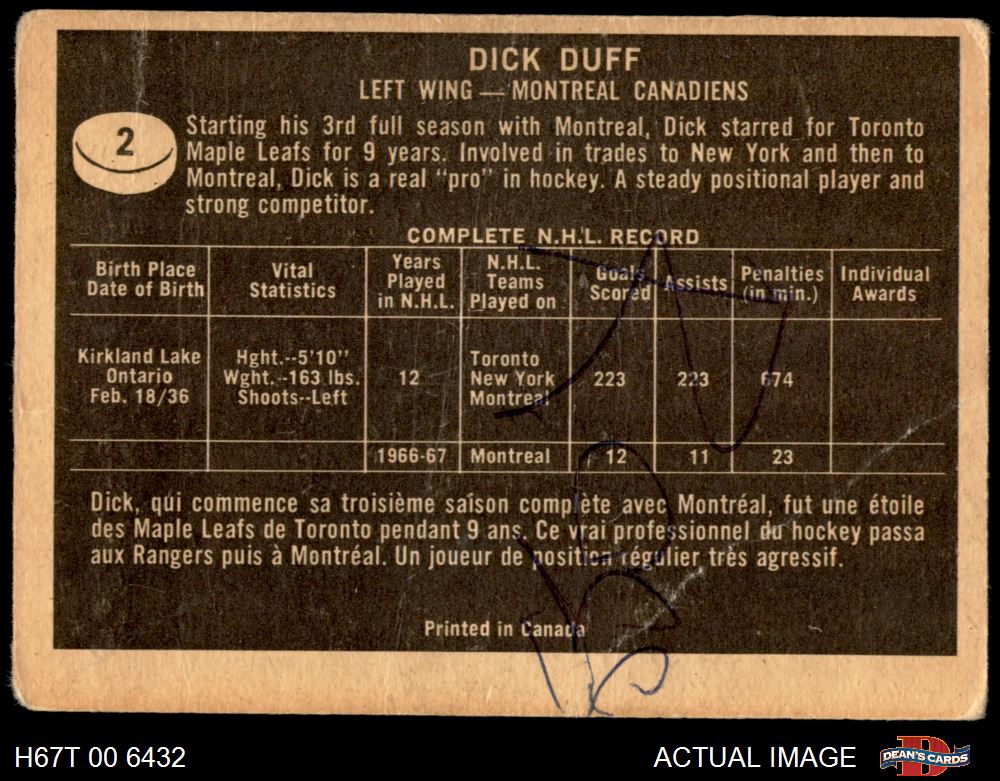 DICK DUFF
LEFT WING — MONTREAL CANADIENS
2
Starting his 3rd full season with Montreal, Dick starred for Toronto
Maple Leafs for 9 years. Involved in trades to New York and then to
Montreal, Dick is a real "pro" in hockey. A steady positional player and
strong competitor.
COMPLETE N.H.L. RECORD
Birth Place
Date of Birth
Vital
Statistics
Years
Played
in N.H.L.
N.H.L.
Teams
Played on
Goals
Scored
Assists
Penalties
(in min.)
Individual
Awards
Kirkland Lake
Ontario
Feb. 18/36
Hght.--5'10"
Wght.--163 lbs.
Shoots--Left
12
Toronto
New York
Montreal
223
223
674
1966-67
Montreal
12
11
23
Dick, qui commence sa troisième saison complète avec Montréal, fut une étoile
des Maple Leafs de Toronto pendant 9 ans. Ce vrai professionnel du hockey passa
aux Rangers puis à Montréal. Un joueur de position régulier très agressif.
Printed in Canada
H67T 00 6432
ACTUAL IMAGE
DEAN'S CARDS